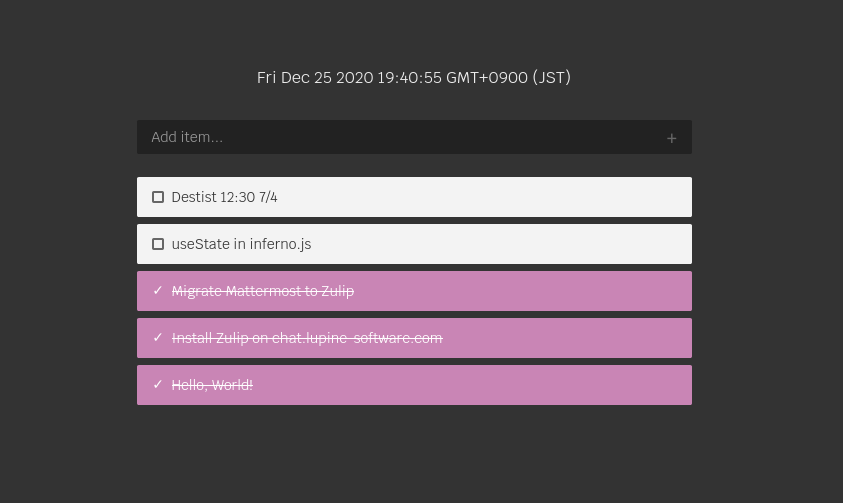 Fri Dec 25 2020 19:40:55 GMT+0900 (JST)
Add item...
+
Destist 12:30 7/4
useState in inferno.js
✓ Migrate Mattermost to Zulip
✓ Install Zulip on chat.lupine-software.com
✓ Hello, World!